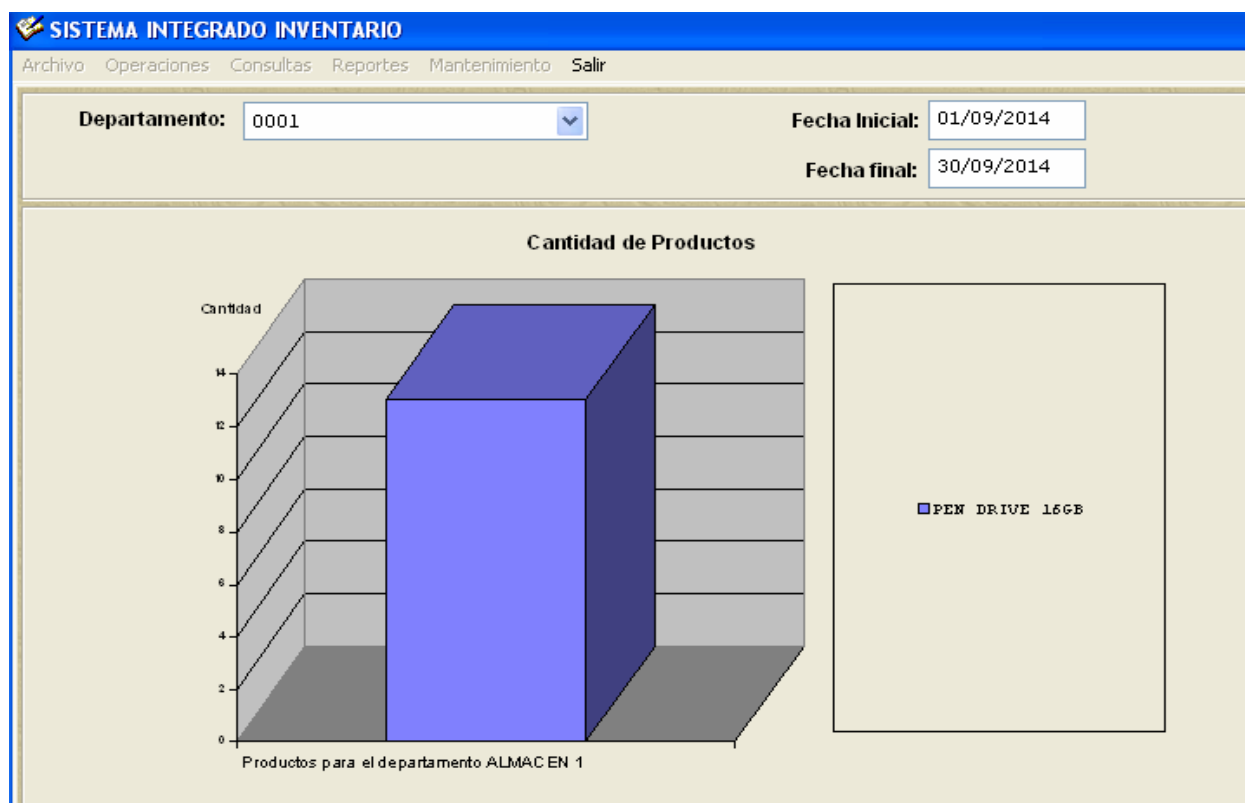 SISTEMA INTEGRADO INVENTARIO
Archivo Operaciones Consultas Reportes Mantenimiento Salir
Departamento: 0001
Fecha Inicial: 01/09/2014
Fecha final: 30/09/2014
Cantidad de Productos
Cantidad
14
12
10
8
6
4
2
0
Productos para el departamento ALMACEN 1
PEN DRIVE 16GB